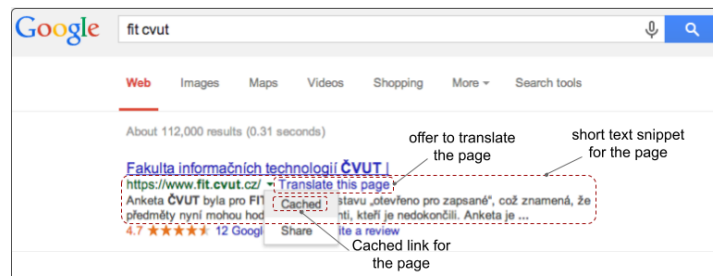 Google fit cvut
Web Images Maps Videos Shopping More Search tools
About 112,000 results (0.31 seconds)
offer to translate
the page
short text snippet
for the page
Fakulta informačních technologií ČVUT |
https://www.fit.cvut.cz/ Translate this page
Anketa ČVUT byla pro FI stavu „otevřeno pro zapsané", což znamená, že
Cached
předměty nyní mohou hod nti, kteří je nedokončili. Anketa je ...
4.7 12 Googl Share ite a review
Cached link for
the page